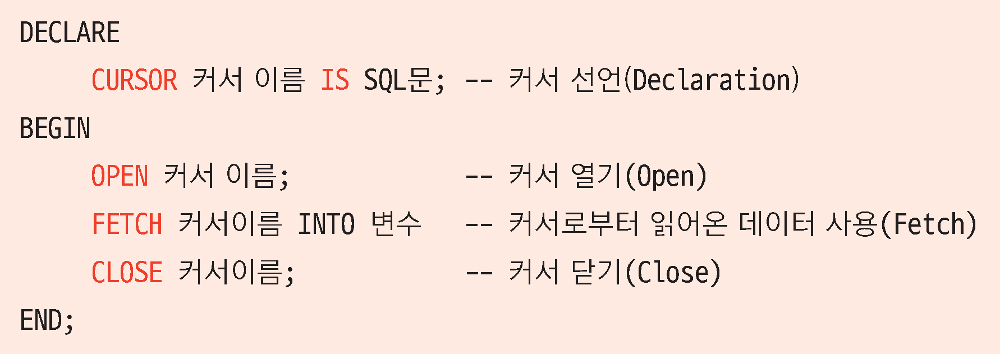 DECLARE
CURSOR 커서 이름 IS SQL문; -- 커서 선언(Declaration)
BEGIN
OPEN 커서 이름; -- 커서 열기(Open)
FETCH 커서이름 INTO 변수 -- 커서로부터 읽어온 데이터 사용(Fetch)
CLOSE 커서이름; -- 커서 닫기(Close)
END;